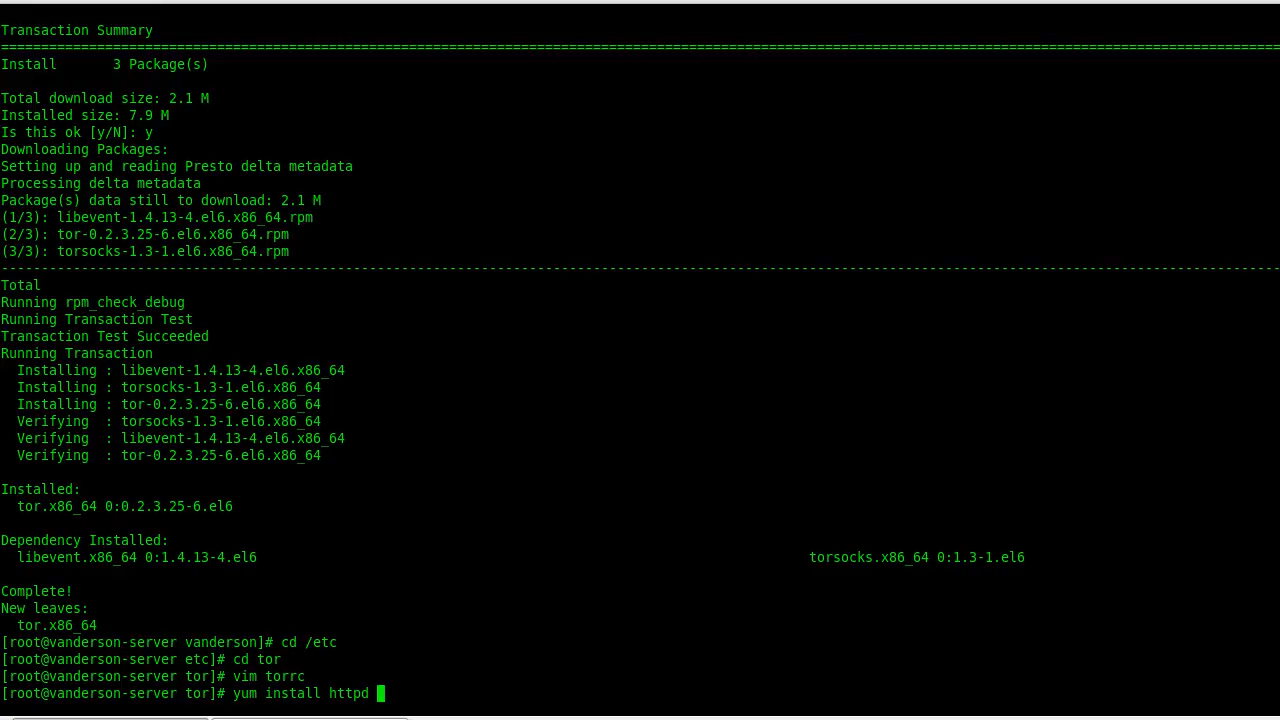 Transaction Summary
================================================================================================================================================================
Install       3 Package(s)
Total download size: 2.1 M
Installed size: 7.9 M
Is this ok [y/N]: y
Downloading Packages:
Setting up and reading Presto delta metadata
Processing delta metadata
Package(s) data still to download: 2.1 M
(1/3): libevent-1.4.13-4.el6.x86_64.rpm
(2/3): tor-0.2.3.25-6.el6.x86_64.rpm
(3/3): torsocks-1.3-1.el6.x86_64.rpm
----------------------------------------------------------------------------------------------------------------------------------------------------------------
Total
Running rpm_check_debug
Running Transaction Test
Transaction Test Succeeded
Running Transaction
  Installing : libevent-1.4.13-4.el6.x86_64
  Installing : torsocks-1.3-1.el6.x86_64
  Installing : tor-0.2.3.25-6.el6.x86_64
  Verifying  : torsocks-1.3-1.el6.x86_64
  Verifying  : libevent-1.4.13-4.el6.x86_64
  Verifying  : tor-0.2.3.25-6.el6.x86_64
Installed:
  tor.x86_64 0:0.2.3.25-6.el6
Dependency Installed:
  libevent.x86_64 0:1.4.13-4.el6                                                                     torsocks.x86_64 0:1.3-1.el6
Complete!
New leaves:
  tor.x86_64
[root@vanderson-server vanderson]# cd /etc
[root@vanderson-server etc]# cd tor
[root@vanderson-server tor]# vim torrc
[root@vanderson-server tor]# yum install httpd